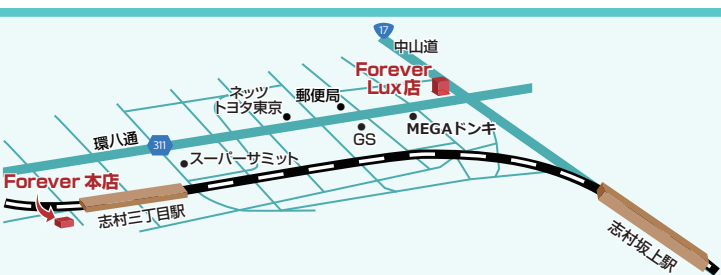 17
中山道
Forever
Lux店
ネッツ
トヨタ東京
郵便局
GS
MEGAドンキ
環八通
311
スーパーサミット
Forever 本店
志村三丁目駅
志村坂上駅